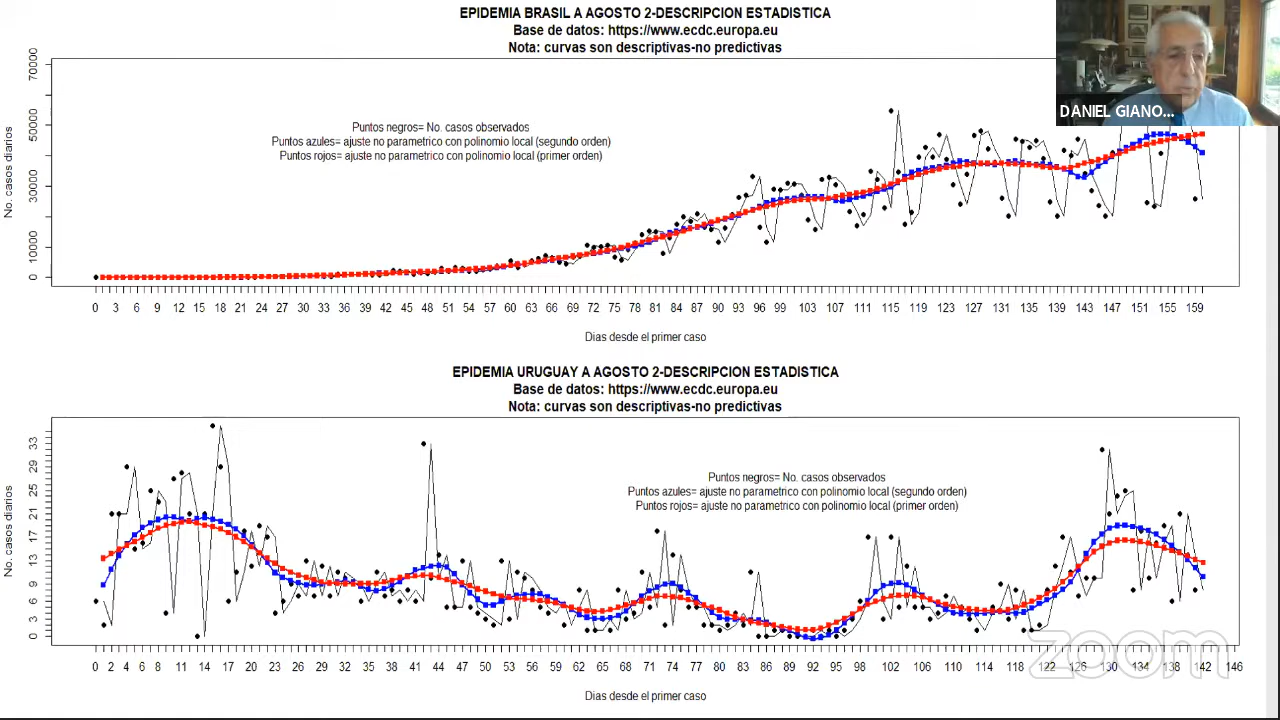 EPIDEMIA BRASIL A AGOSTO 2-DESCRIPCION ESTADISTICA
Base de datos: https://www.ecdc.europa.eu
Nota: curvas son descriptivas-no predictivas
DANIEL GIANO...
No. casos diarios
70000
50000
30000
10000
0
Puntos negros= No. casos observados
Puntos azules= ajuste no parametrico con polinomio local (segundo orden)
Puntos rojos= ajuste no parametrico con polinomio local (primer orden)
0 3 6 9 12 15 18 21 24 27 30 33 36 39 42 45 48 51 54 57 60 63 66 69 72 75 78 81 84 87 90 93 96 99 103 107 111 115 119 123 127 131 135 139 143 147 151 155 159
Dias desde el primer caso
EPIDEMIA URUGUAY A AGOSTO 2-DESCRIPCION ESTADISTICA
Base de datos: https://www.ecdc.europa.eu
Nota: curvas son descriptivas-no predictivas
No. casos diarios
33
29
25
21
17
13
9
6
3
0
Puntos negros= No. casos observados
Puntos azules= ajuste no parametrico con polinomio local (segundo orden)
Puntos rojos= ajuste no parametrico con polinomio local (primer orden)
0 2 4 6 8 11 14 17 20 23 26 29 32 35 38 41 44 47 50 53 56 59 62 65 68 71 74 77 80 83 86 89 92 95 98 102 106 110 114 118 122 126 130 134 138 142 146
Dias desde el primer caso
zoom